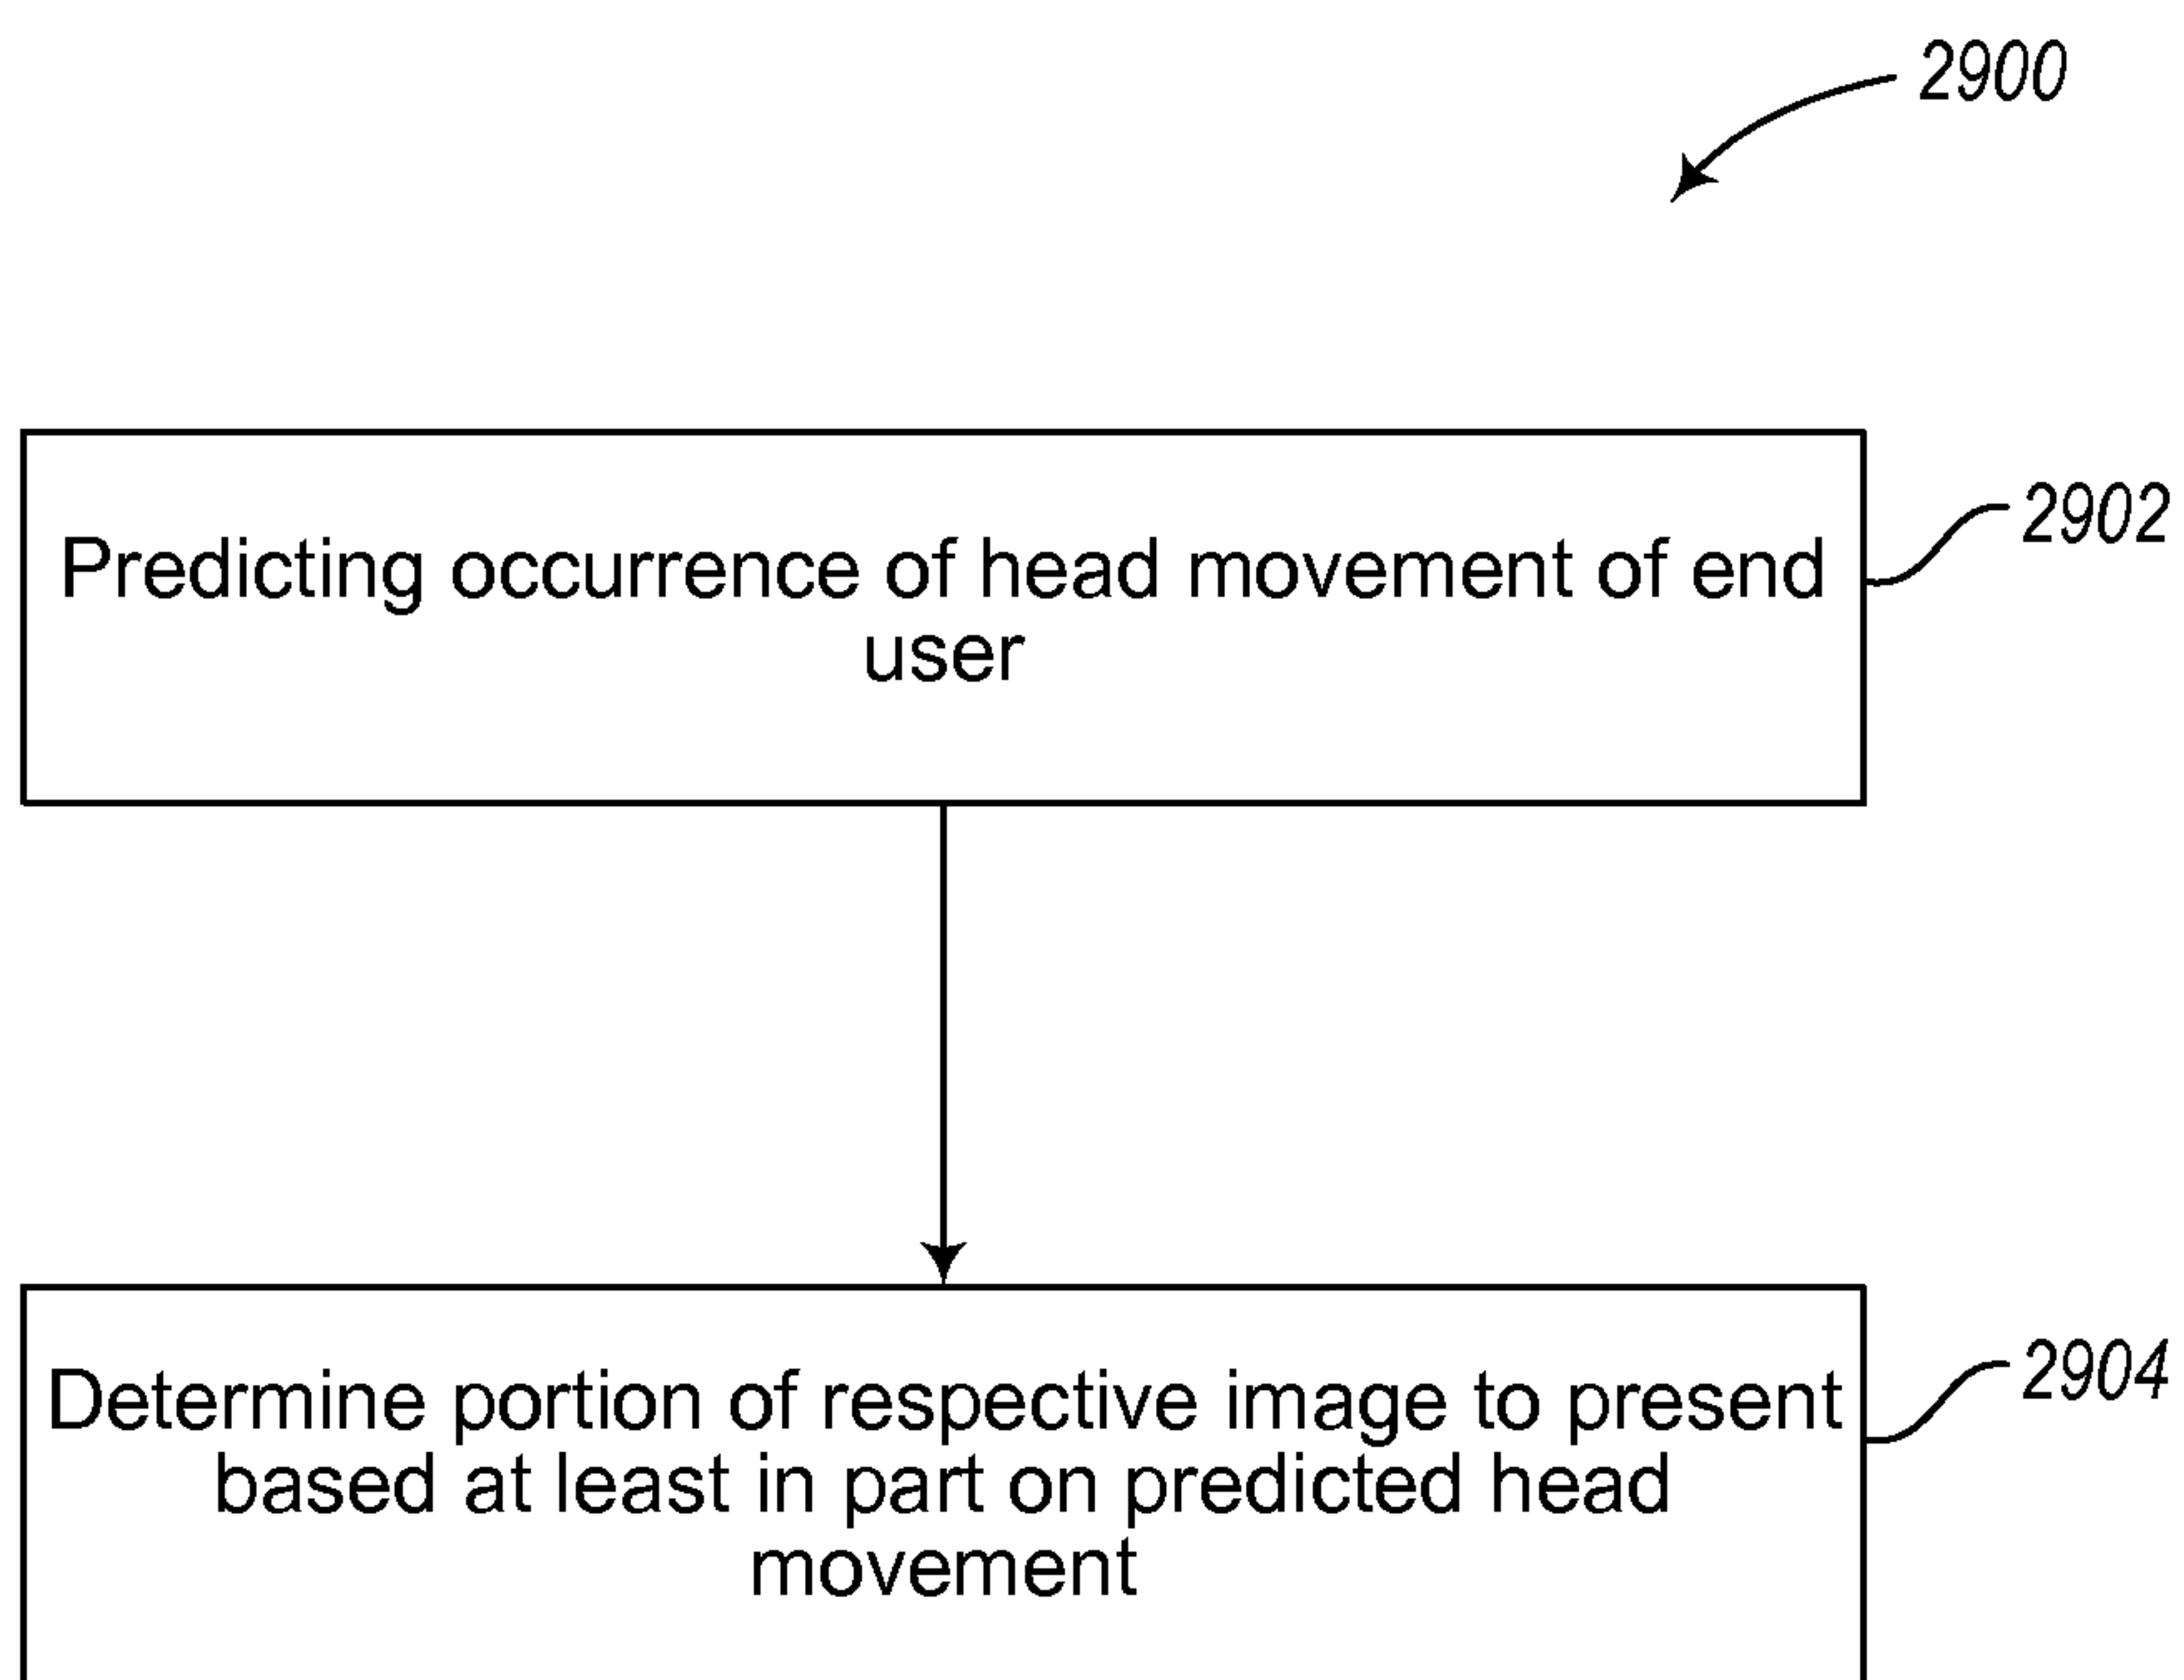 2900
Predicting occurrence of head movement of end
2902
user
Determine portion of respective image to present
2904
based at least in part on predicted head
movement